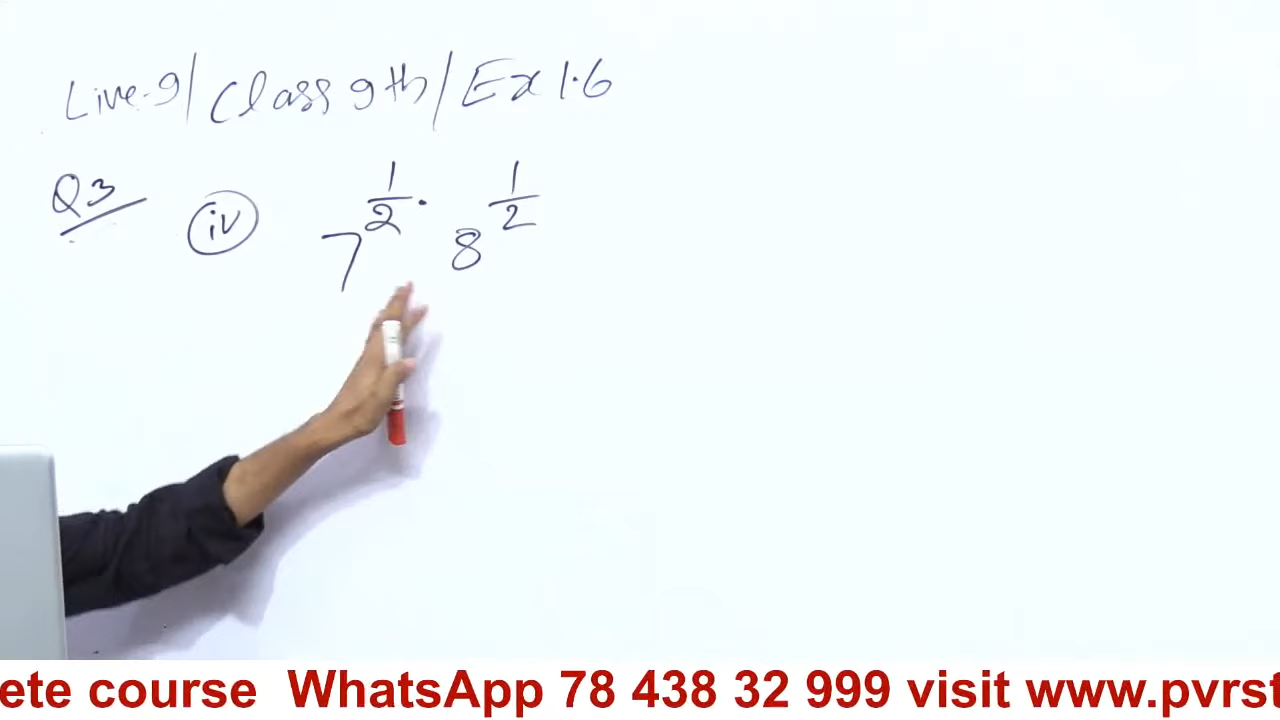 Live-9/Class 9th/Ex 1.6
Q3 iv 7^1/2 · 8^1/2
ete course WhatsApp 78 438 32 999 visit www.pvrst